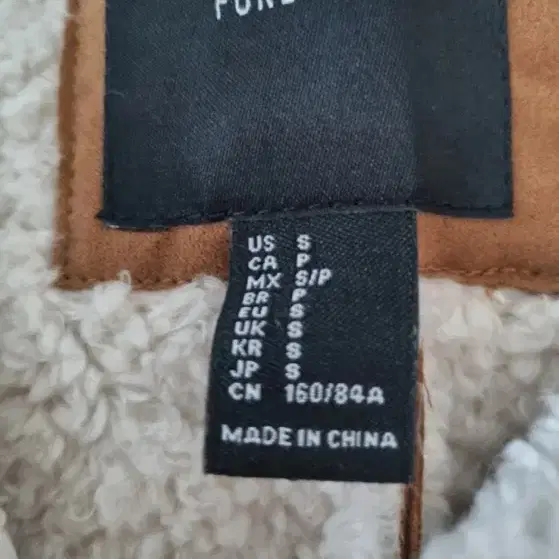 US S
CA P
MX S/P
BR P
EU S
UK S
KR S
JP S
CN 160/84A
MADE IN CHINA